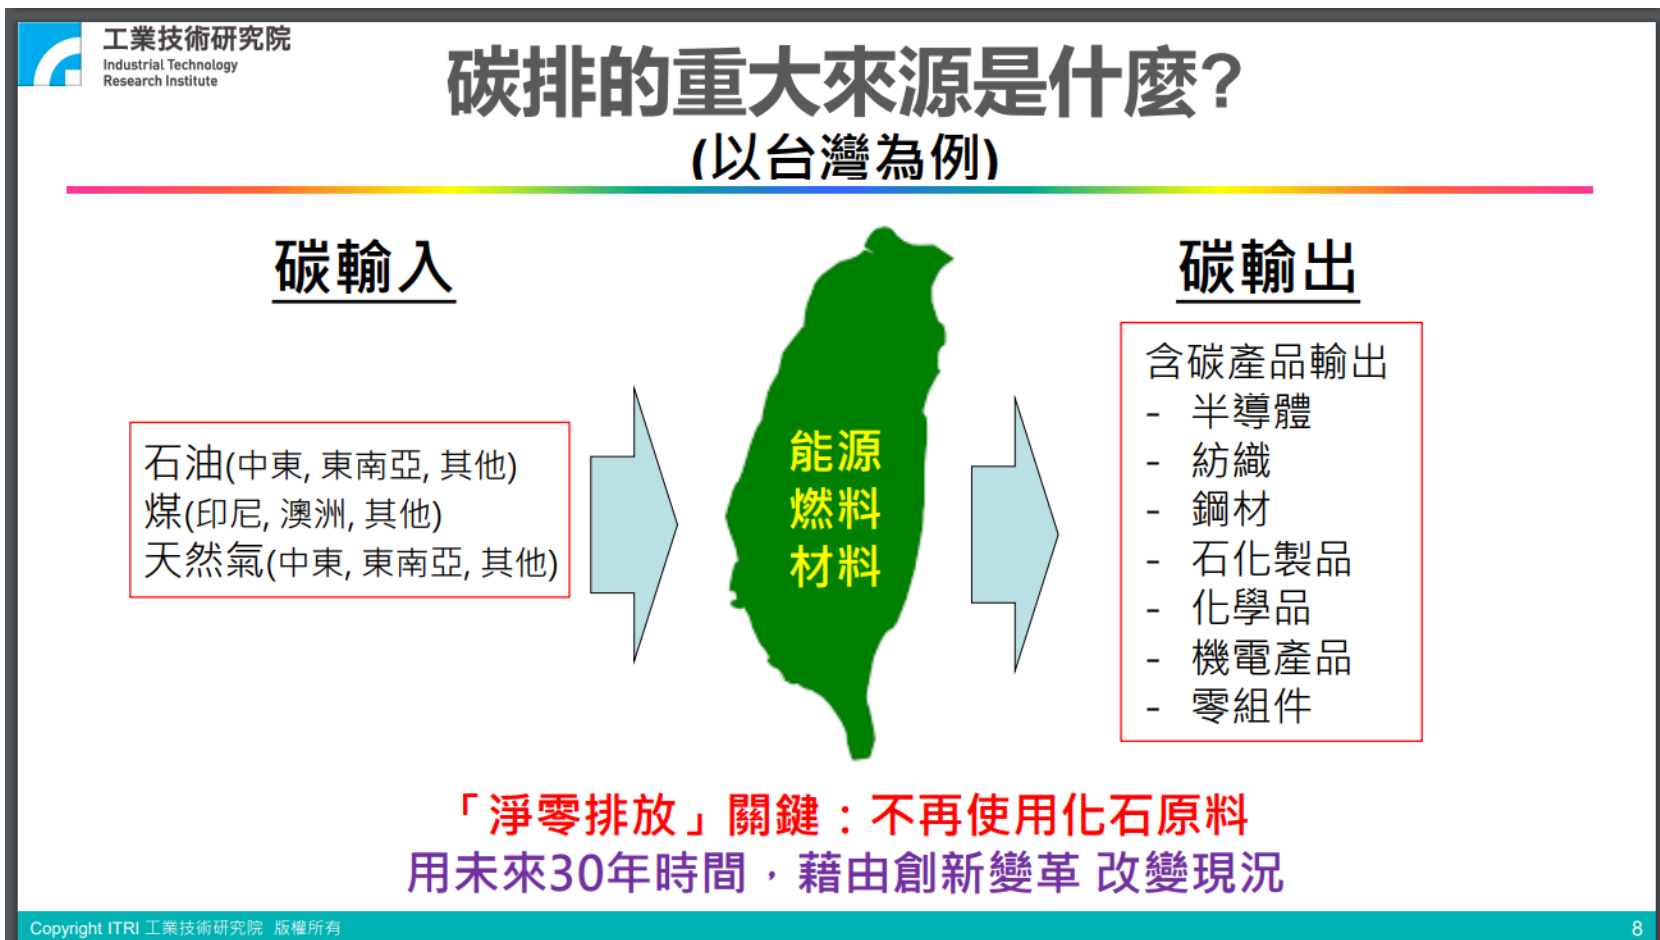 工業技術研究院
Industrial Technology
Research Institute
碳排的重大來源是什麼?
(以台灣為例)
碳輸入
石油(中東, 東南亞, 其他)
煤(印尼, 澳洲, 其他)
天然氣(中東, 東南亞, 其他)
能源
燃料
材料
碳輸出
含碳產品輸出
- 半導體
- 紡織
- 鋼材
- 石化製品
- 化學品
- 機電產品
- 零組件
「淨零排放」關鍵：不再使用化石原料
用未來30年時間，藉由創新變革 改變現況
Copyright ITRI 工業技術研究院 版權所有
8